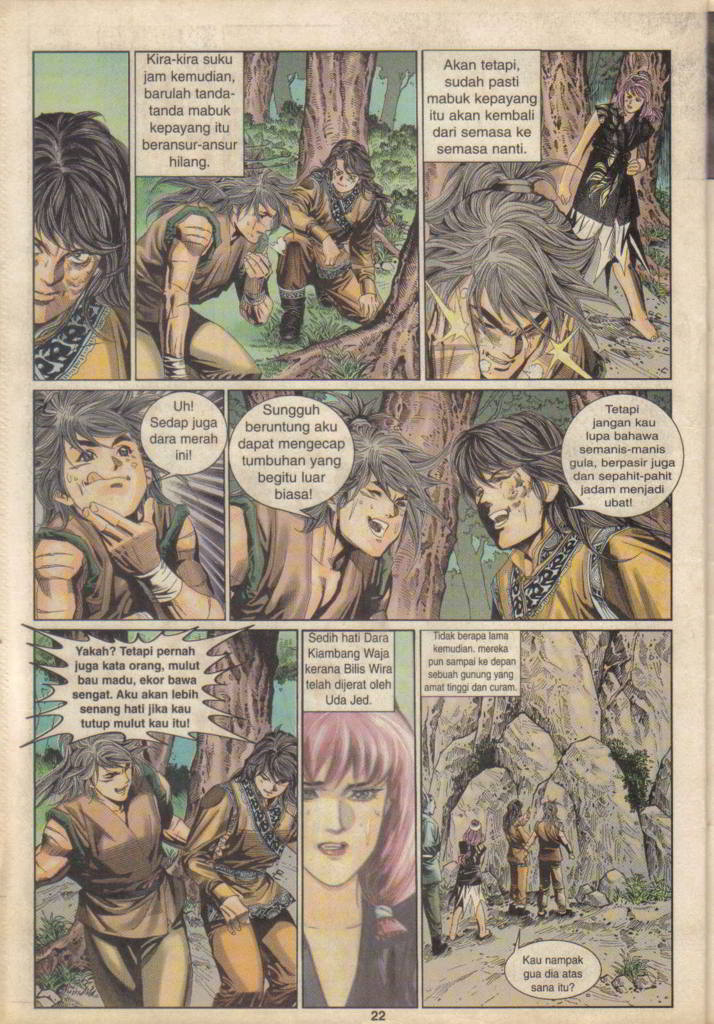 Kira-kira suku
jam kemudian,
barulah tanda-
tanda mabuk
kepayang itu
beransur-ansur
hilang.
Akan tetapi,
sudah pasti
mabuk kepayang
itu akan kembali
dari semasa ke
semasa nanti.
Uh!
Sedap juga
dara merah
ini!
Sungguh
beruntung aku
dapat mengecap
tumbuhan yang
begitu luar
biasa!
Tetapi
jangan kau
lupa bahawa
semanis-manis
gula, berpasir juga
dan sepahit-pahit
jadam menjadi
ubat!
Yakah? Tetapi pernah
juga kata orang, mulut
bau madu, ekor bawa
sengat. Aku akan lebih
senang hati jika kau
tutup mulut kau itu!
Sedih hati Dara
Kiambang Waja
kerana Bilis Wira
telah dijerat oleh
Uda Jed.
Tidak berapa lama
kemudian. mereka
pun sampai ke depan
sebuah gunung yang
amat tinggi dan curam.
Kau nampak
gua dia atas
sana itu?
22